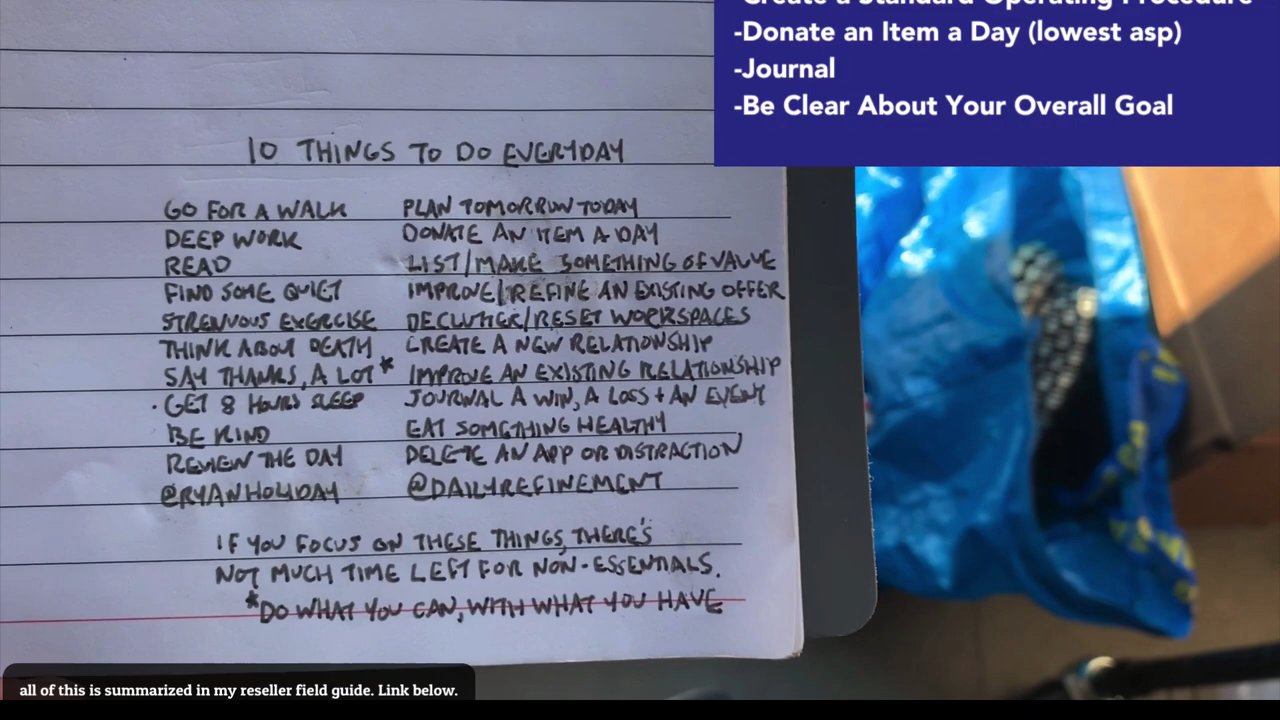 -Create a Standard Operating Procedure
-Donate an Item a Day (lowest asp)
-Journal
-Be Clear About Your Overall Goal
10 THINGS TO DO EVERYDAY
GO FOR A WALK PLAN TOMORROW TODAY
DEEP WORK DONATE AN ITEM A DAY
READ LIST/MAKE SOMETHING OF VALUE
FIND SOME QUIET IMPROVE/REFINE AN EXISTING OFFER
STRENUOUS EXERCISE DECLUTTER/RESET WORKSPACES
THINK ABOUT DEATH CREATE A NEW RELATIONSHIP
SAY THANKS, A LOT* IMPROVE AN EXISTING RELATIONSHIP
·GET 8 HOURS SLEEP JOURNAL A WIN, A LOSS + AN EVENT
BE KIND EAT SOMETHING HEALTHY
REVIEW THE DAY DELETE AN APP OR DISTRACTION
@RYANHOLIDAY @DAILYREFINEMENT
IF YOU FOCUS ON THESE THINGS, THERE'S
NOT MUCH TIME LEFT FOR NON-ESSENTIALS.
*DO WHAT YOU CAN, WITH WHAT YOU HAVE
all of this is summarized in my reseller field guide. Link below.